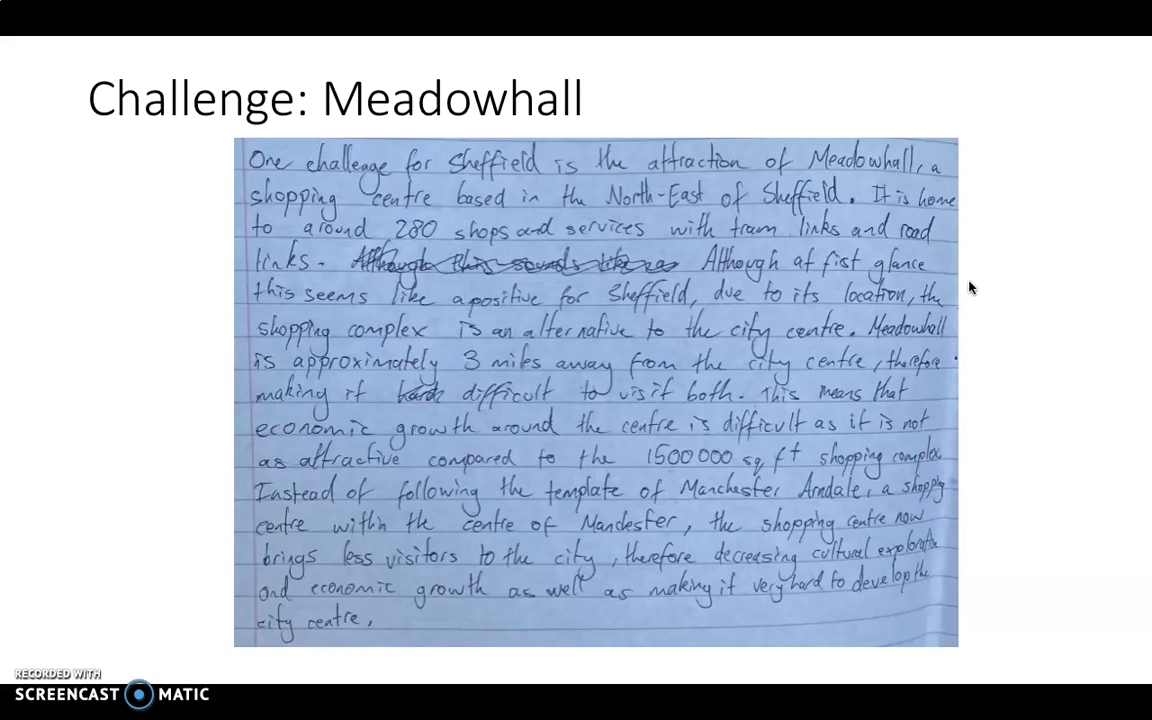 Challenge: Meadowhall
One challenge for Sheffield is the attraction of Meadowhall, a
shopping centre based in the North-East of Sheffield. It is home
to around 280 shops and services with tram links and road
links. Although this sounds like a Although at fist glance
this seems like a positive for Sheffield, due to its location, the
shopping complex is an alternative to the city centre. Meadowhall
is approximately 3 miles away from the city centre, therefore
making it hard difficult to visit both. This means that
economic growth around the centre is difficult as it is not
as attractive compared to the 1500000 sq ft shopping complex.
Instead of following the template of Manchester Arndale, a shopping
centre within the centre of Manchester, the shopping centre now
brings less visitors to the city, therefore decreasing cultural exploration
and economic growth as well as making it very hard to develop the
city centre.
RECORDED WITH
SCREENCAST MATIC